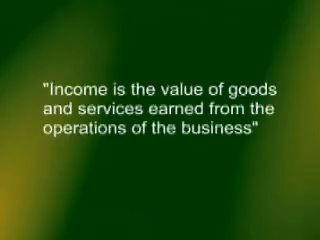 "Income is the value of goods
and services earned from the
operations of the business"